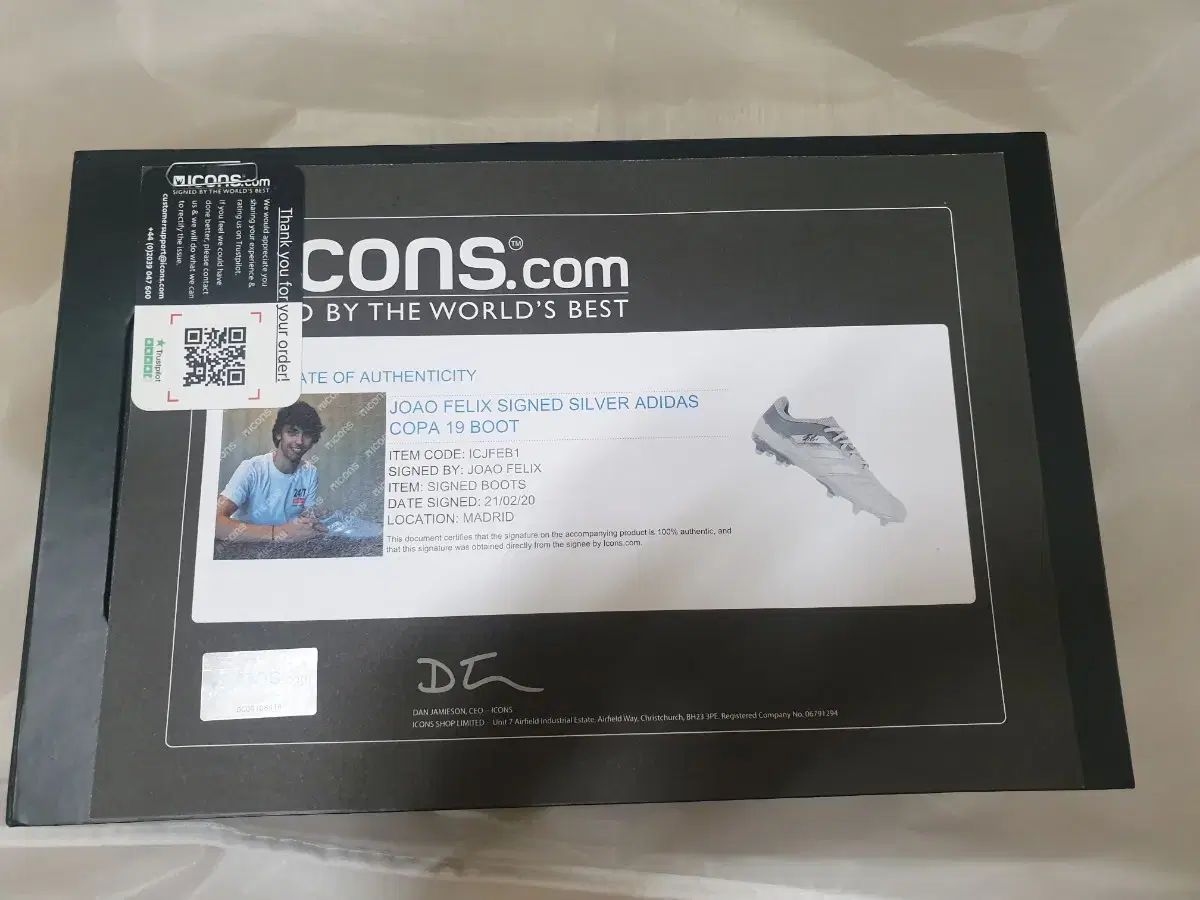 ICONS.com
SIGNED BY THE WORLD'S BEST
Thank you for your order!
We would appreciate you
sharing your experience &
rating us on Trustpilot.
If you feel we could have
done better, please contact
us & we will do what we can
to rectify the issue.
customersupport@icons.com
+44 (0)2039 047 600
Trustpilot
CONS.com
TM
D BY THE WORLD'S BEST
ATE OF AUTHENTICITY
JOAO FELIX SIGNED SILVER ADIDAS
COPA 19 BOOT
ITEM CODE: ICJFEB1
SIGNED BY: JOAO FELIX
ITEM: SIGNED BOOTS
DATE SIGNED: 21/02/20
LOCATION: MADRID
This document certifies that the signature on the accompanying product is 100% authentic, and
that this signature was obtained directly from the signee by Icons.com.
24/7
DAN JAMIESON, CEO – ICONS
ICONS SHOP LIMITED – Unit 7 Airfield Industrial Estate, Airfield Way, Christchurch, BH23 3PE. Registered Company No. 06791294